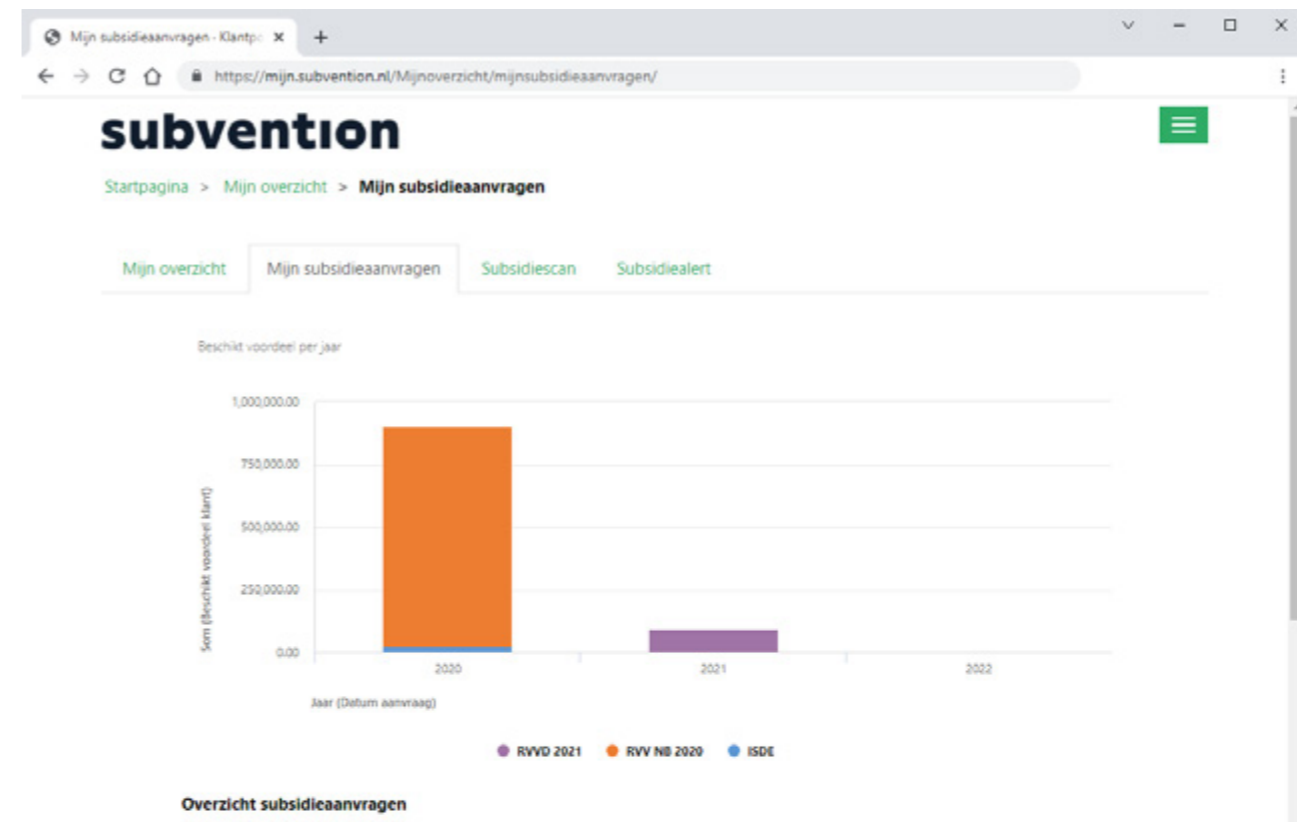 Mijn subsidieaanvragen - Klantpo
https://mijn.subvention.nl/Mijnoverzicht/mijnsubsidieaanvragen/
subvention
Startpagina > Mijn overzicht > Mijn subsidieaanvragen
Mijn overzicht Mijn subsidieaanvragen Subsidiescan Subsidiealert
Beschikt voordeel per jaar
Som (Beschikt voordeel klant)
1,000,000.00
750,000.00
500,000.00
250,000.00
0.00
2020 2021 2022
Jaar (Datum aanvraag)
RVVD 2021 RVV NB 2020 ISDE
Overzicht subsidieaanvragen